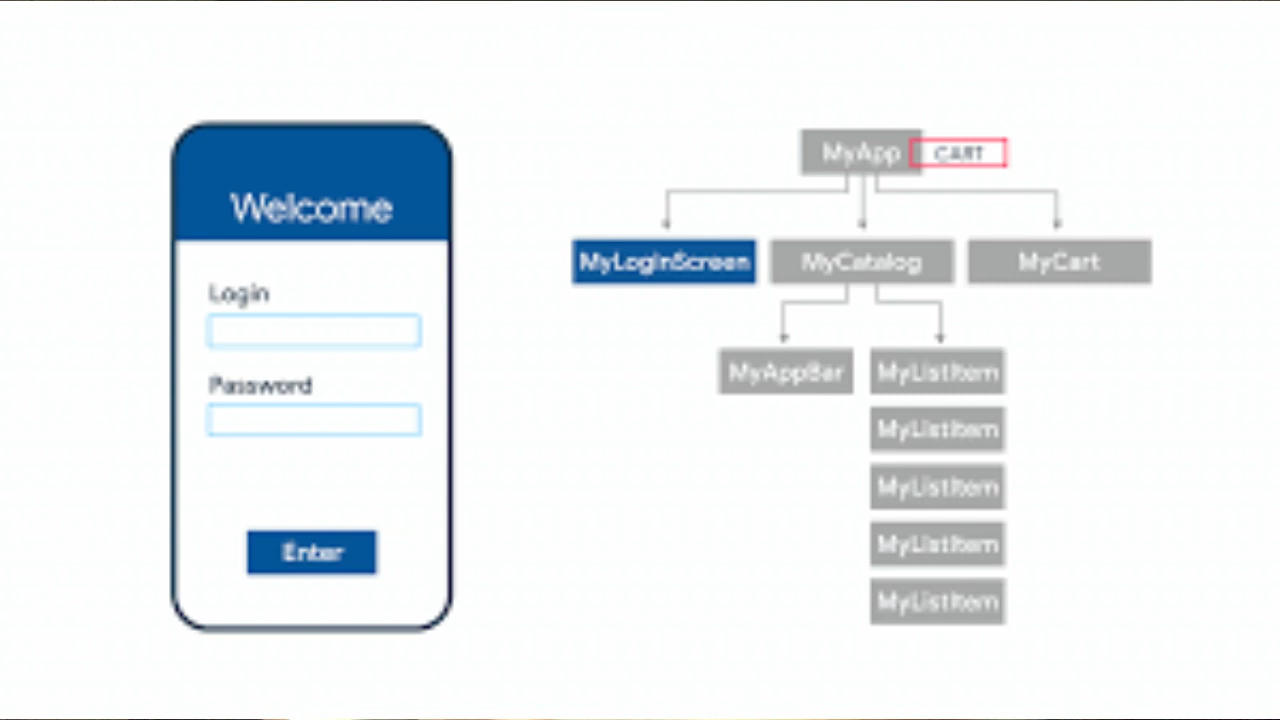 Welcome
Login
Password
Enter
MyApp
CART
MyLoginScreen
MyCatalog
MyCart
MyAppBar
MyListItem
MyListItem
MyListItem
MyListItem
MyListItem